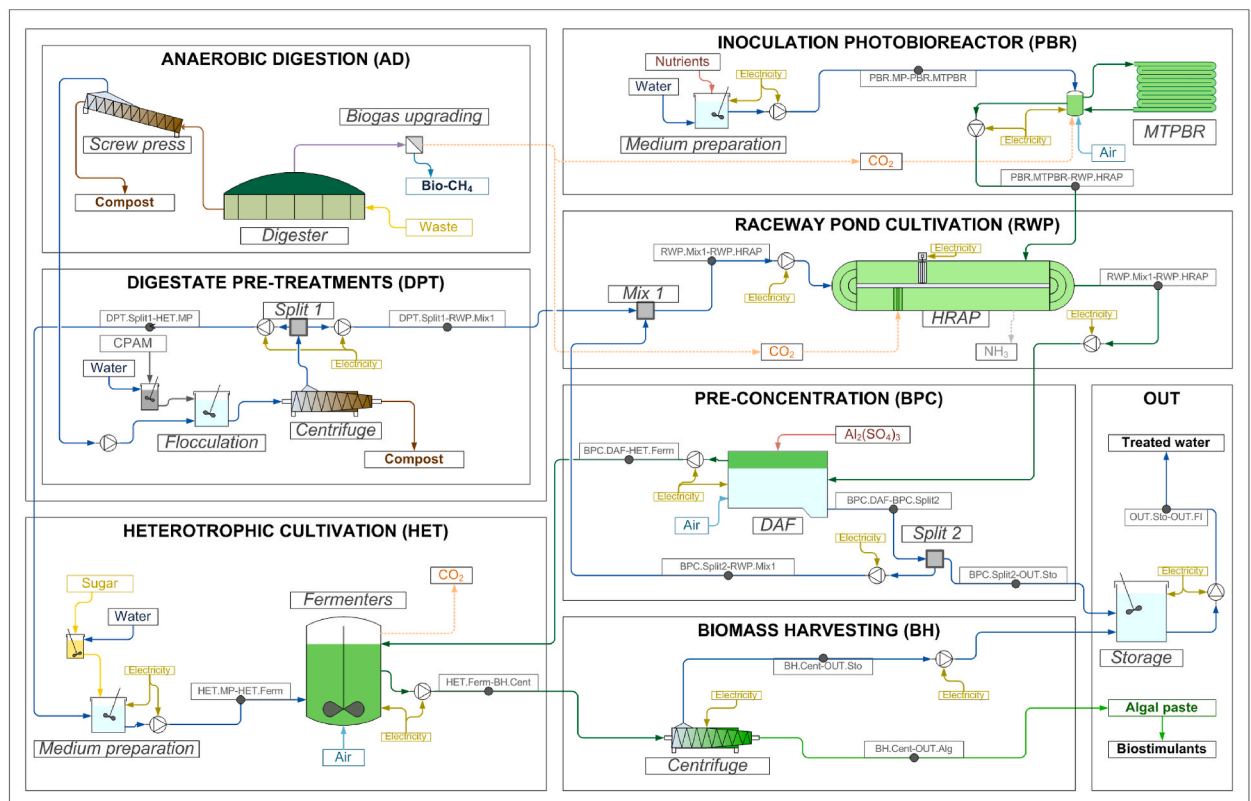 ANAEROBIC DIGESTION (AD)
Screw press
Compost
Biogas upgrading
Bio-CH₄
Waste
Digester
INOCULATION PHOTOBIOREACTOR (PBR)
Nutrients
Water
Electricity
PBR.MP-PBR.MTPBR
Medium preparation
Electricity
MTPBR
CO₂
Air
PBR.MTPBR-RWP.HRAP
DIGESTATE PRE-TREATMENTS (DPT)
DPT.Split1-HET.MP
Split 1
DPT.Split1-RWP.Mix1
CPAM
Water
Electricity
Flocculation
Centrifuge
Compost
RACEWAY POND CULTIVATION (RWP)
RWP.Mix1-RWP.HRAP
Electricity
RWP.Mix1-RWP.HRAP
Mix 1
Electricity
HRAP
Electricity
CO₂
NH₃
PRE-CONCENTRATION (BPC)
Al₂(SO₄)₃
BPC.DAF-HET.Ferm
Electricity
Air
DAF
BPC.DAF-BPC.Split2
Split 2
Electricity
BPC.Split2-RWP.Mix1
BPC.Split2-OUT.Sto
OUT
Treated water
OUT.Sto-OUT.Fl
Electricity
Storage
Algal paste
Biostimulants
HETEROTROPHIC CULTIVATION (HET)
Sugar
Water
Fermenters
CO₂
Electricity
HET.MP-HET.Ferm
HET.Ferm-BH.Cent
Medium preparation
Air
Electricity
BIOMASS HARVESTING (BH)
BH.Cent-OUT.Sto
Electricity
Electricity
Centrifuge
BH.Cent-OUT.Alg